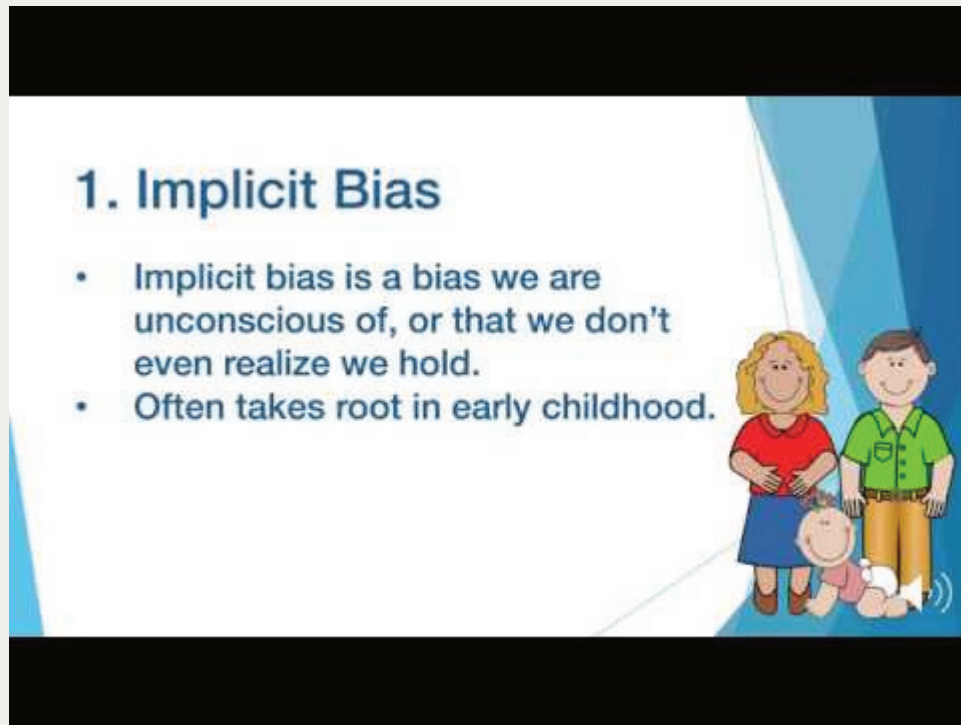 1. Implicit Bias
• Implicit bias is a bias we are
unconscious of, or that we don't
even realize we hold.
• Often takes root in early childhood.